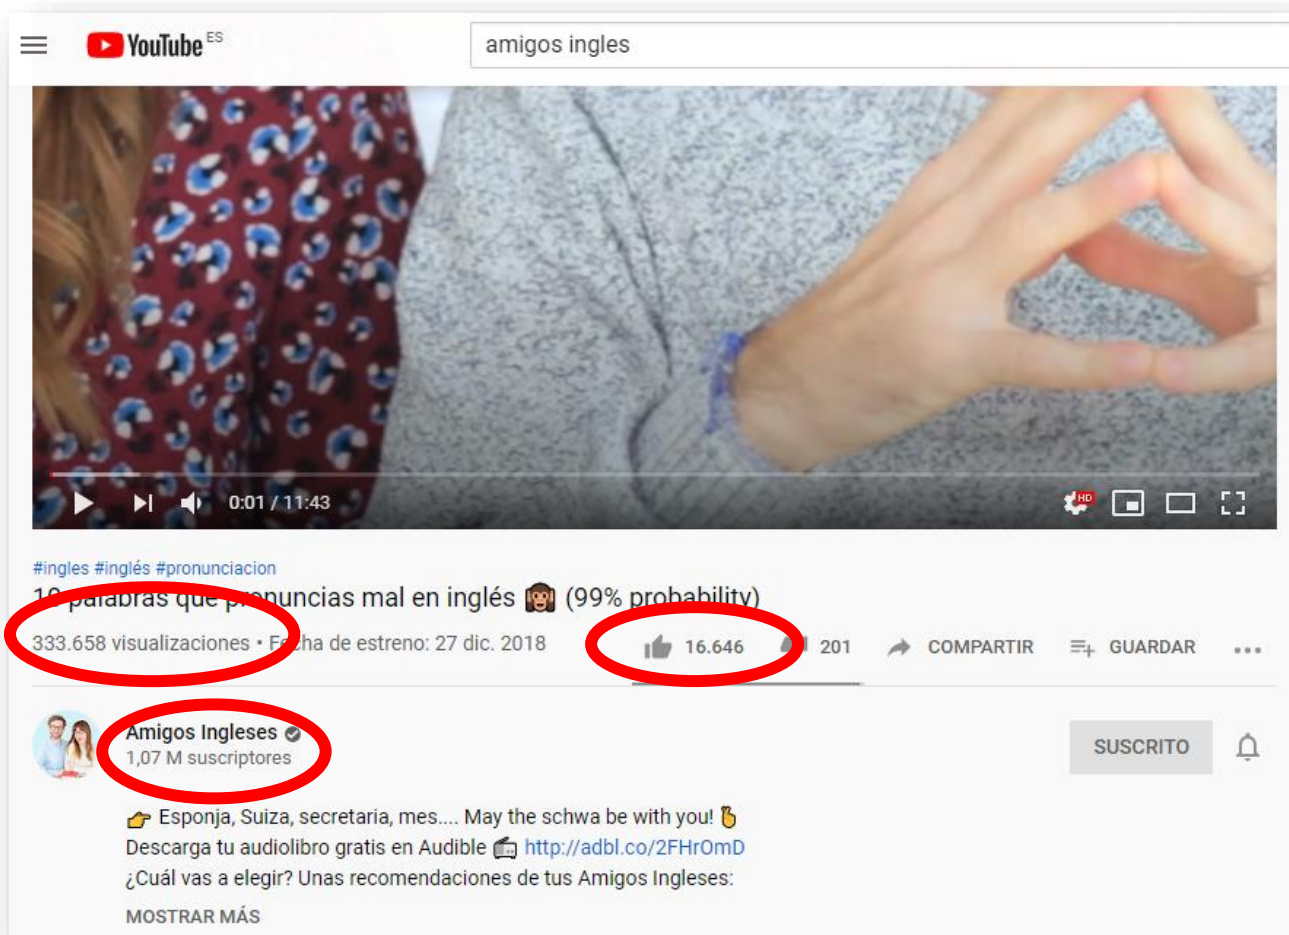 YouTube ES
amigos ingles
0:01 / 11:43
HD
#ingles #inglés #pronunciacion
10 palabras que pronuncias mal en inglés 🙉 (99% probability)
333.658 visualizaciones • Fecha de estreno: 27 dic. 2018
16.646 201 COMPARTIR GUARDAR
Amigos Ingleses
1,07 M suscriptores
SUSCRITO
👉 Esponja, Suiza, secretaria, mes.... May the schwa be with you! 🫰
Descarga tu audiolibro gratis en Audible 📻 http://adbl.co/2FHrOmD
¿Cuál vas a elegir? Unas recomendaciones de tus Amigos Ingleses:
MOSTRAR MÁS